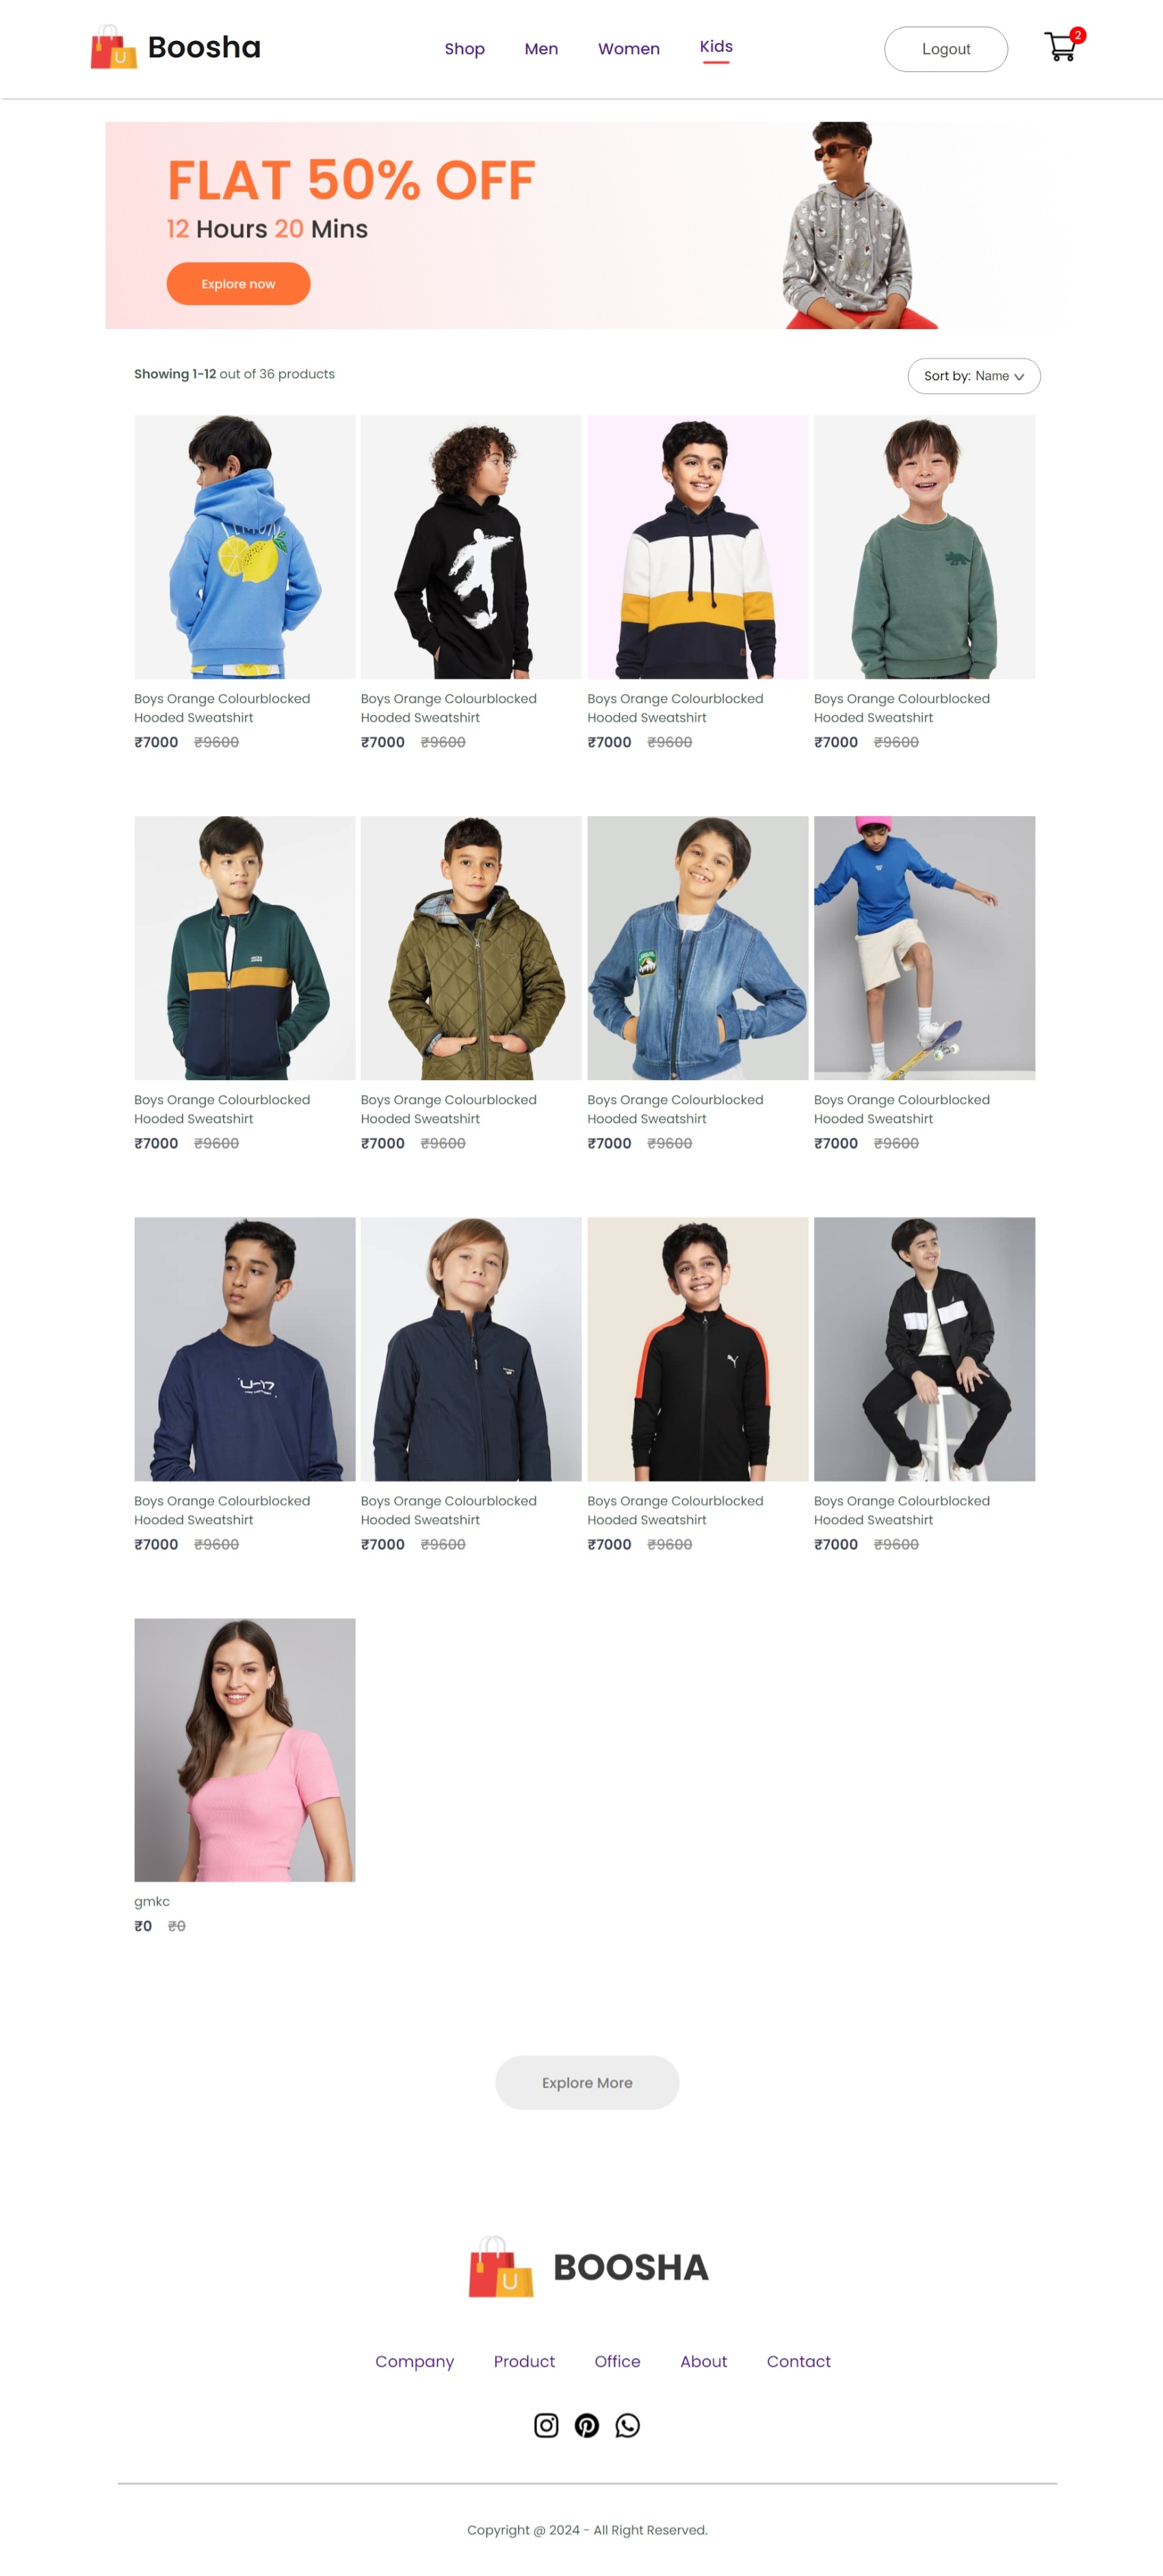 Boosha
Shop Men Women Kids
Logout
2
FLAT 50% OFF
12 Hours 20 Mins
Explore now
Showing 1-12 out of 36 products
Sort by: Name
LEMON
Boys Orange Colourblocked Boys Orange Colourblocked Boys Orange Colourblocked Boys Orange Colourblocked
Hooded Sweatshirt Hooded Sweatshirt Hooded Sweatshirt Hooded Sweatshirt
₹7000 ₹9600 ₹7000 ₹9600 ₹7000 ₹9600 ₹7000 ₹9600
Boys Orange Colourblocked Boys Orange Colourblocked Boys Orange Colourblocked Boys Orange Colourblocked
Hooded Sweatshirt Hooded Sweatshirt Hooded Sweatshirt Hooded Sweatshirt
₹7000 ₹9600 ₹7000 ₹9600 ₹7000 ₹9600 ₹7000 ₹9600
U-17
Boys Orange Colourblocked Boys Orange Colourblocked Boys Orange Colourblocked Boys Orange Colourblocked
Hooded Sweatshirt Hooded Sweatshirt Hooded Sweatshirt Hooded Sweatshirt
₹7000 ₹9600 ₹7000 ₹9600 ₹7000 ₹9600 ₹7000 ₹9600
gmkc
₹0 ₹0
Explore More
U BOOSHA
Company Product Office About Contact
Copyright @ 2024 - All Right Reserved.